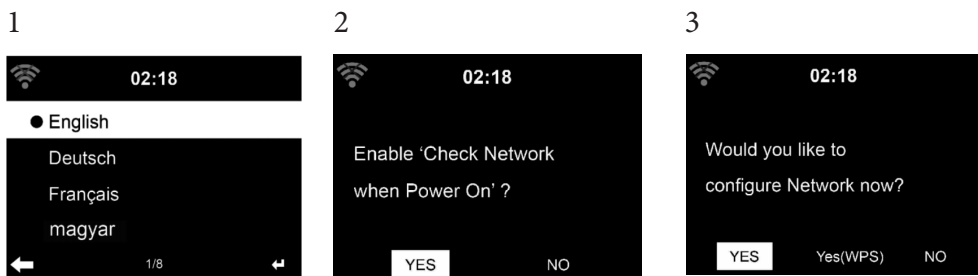 1
02:18
English
Deutsch
Français
magyar
1/8
2
02:18
Enable ‘Check Network
when Power On’ ?
YES NO
3
02:18
Would you like to
configure Network now?
YES Yes(WPS) NO